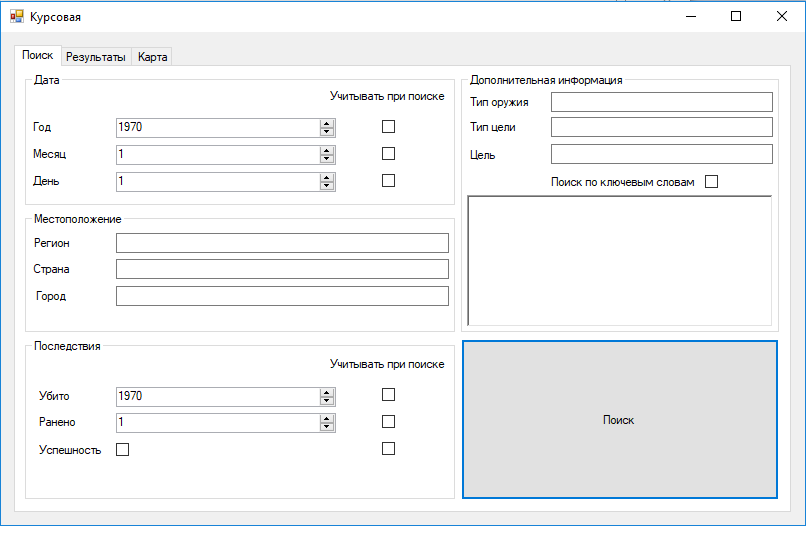 Курсовая
Поиск Результаты Карта
Дата
Учитывать при поиске
Год 1970
Месяц 1
День 1
Местоположение
Регион
Страна
Город
Последствия
Учитывать при поиске
Убито 1970
Ранено 1
Успешность
Дополнительная информация
Тип оружия
Тип цели
Цель
Поиск по ключевым словам
Поиск